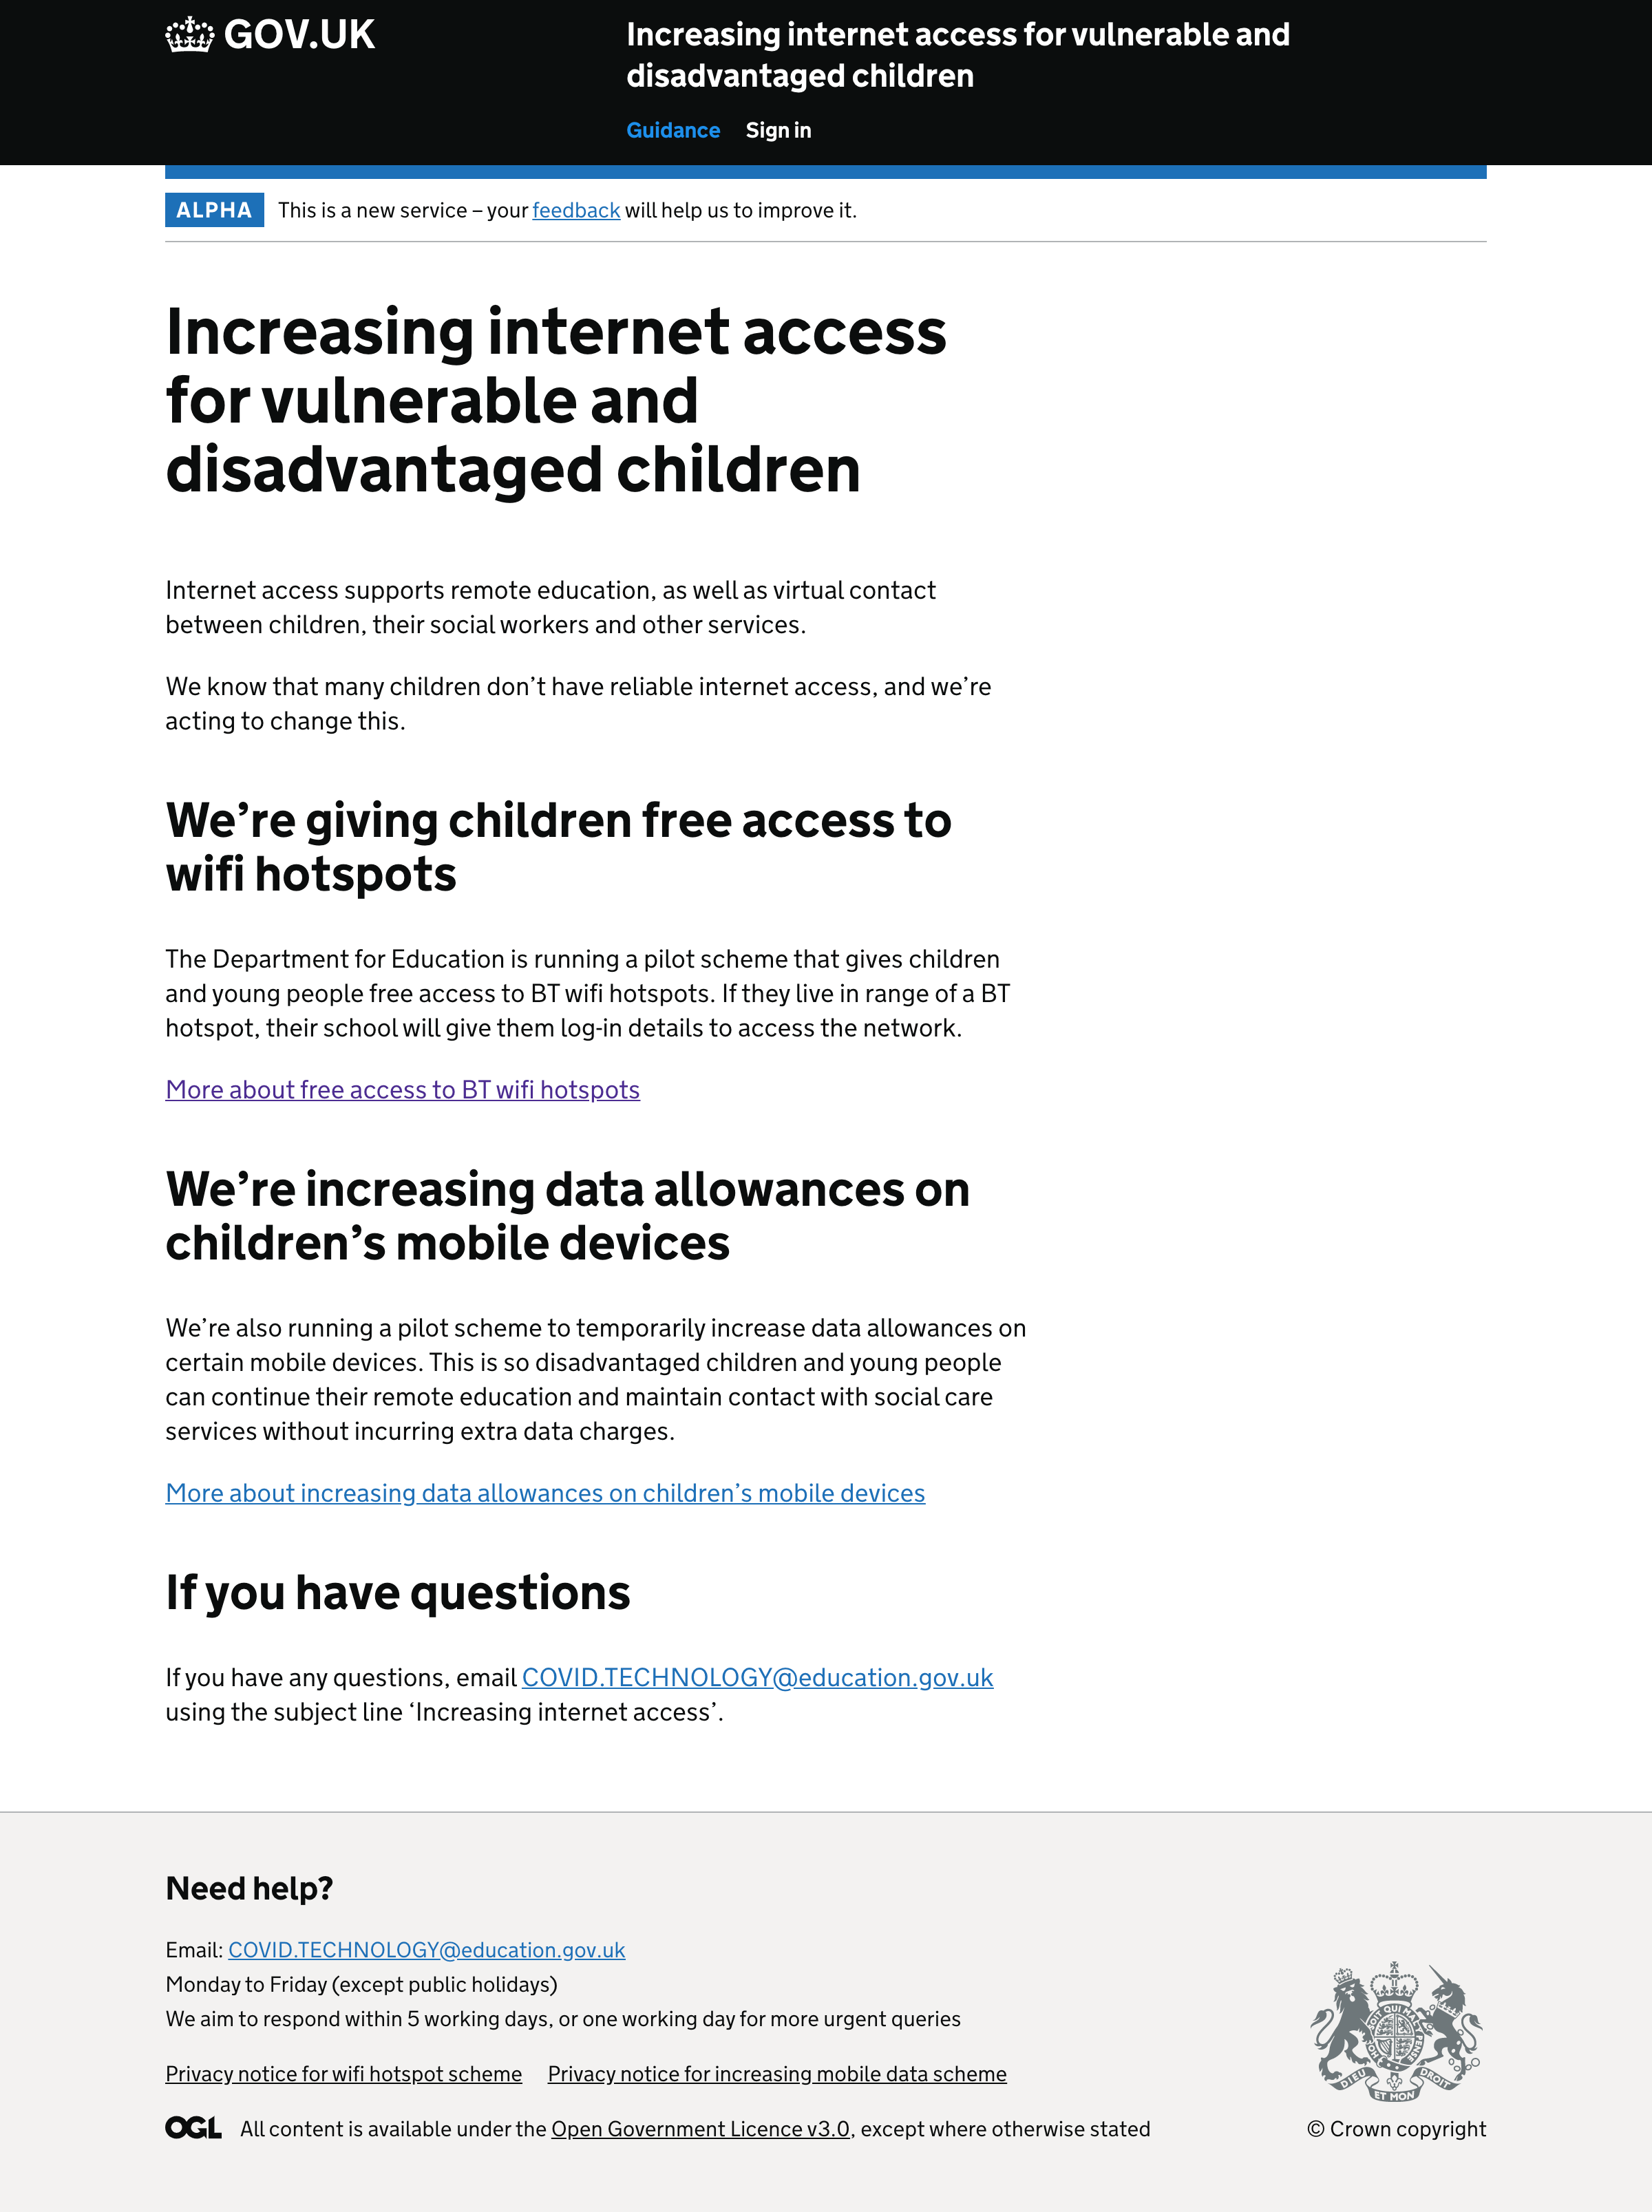 GOV.UK
Increasing internet access for vulnerable and
disadvantaged children
Guidance Sign in
ALPHA This is a new service – your feedback will help us to improve it.
Increasing internet access
for vulnerable and
disadvantaged children
Internet access supports remote education, as well as virtual contact
between children, their social workers and other services.
We know that many children don’t have reliable internet access, and we’re
acting to change this.
We’re giving children free access to
wifi hotspots
The Department for Education is running a pilot scheme that gives children
and young people free access to BT wifi hotspots. If they live in range of a BT
hotspot, their school will give them log-in details to access the network.
More about free access to BT wifi hotspots
We’re increasing data allowances on
children’s mobile devices
We’re also running a pilot scheme to temporarily increase data allowances on
certain mobile devices. This is so disadvantaged children and young people
can continue their remote education and maintain contact with social care
services without incurring extra data charges.
More about increasing data allowances on children’s mobile devices
If you have questions
If you have any questions, email COVID.TECHNOLOGY@education.gov.uk
using the subject line ‘Increasing internet access’.
Need help?
Email: COVID.TECHNOLOGY@education.gov.uk
Monday to Friday (except public holidays)
We aim to respond within 5 working days, or one working day for more urgent queries
Privacy notice for wifi hotspot scheme Privacy notice for increasing mobile data scheme
OGL All content is available under the Open Government Licence v3.0, except where otherwise stated
DIEU ET MON DROIT
© Crown copyright